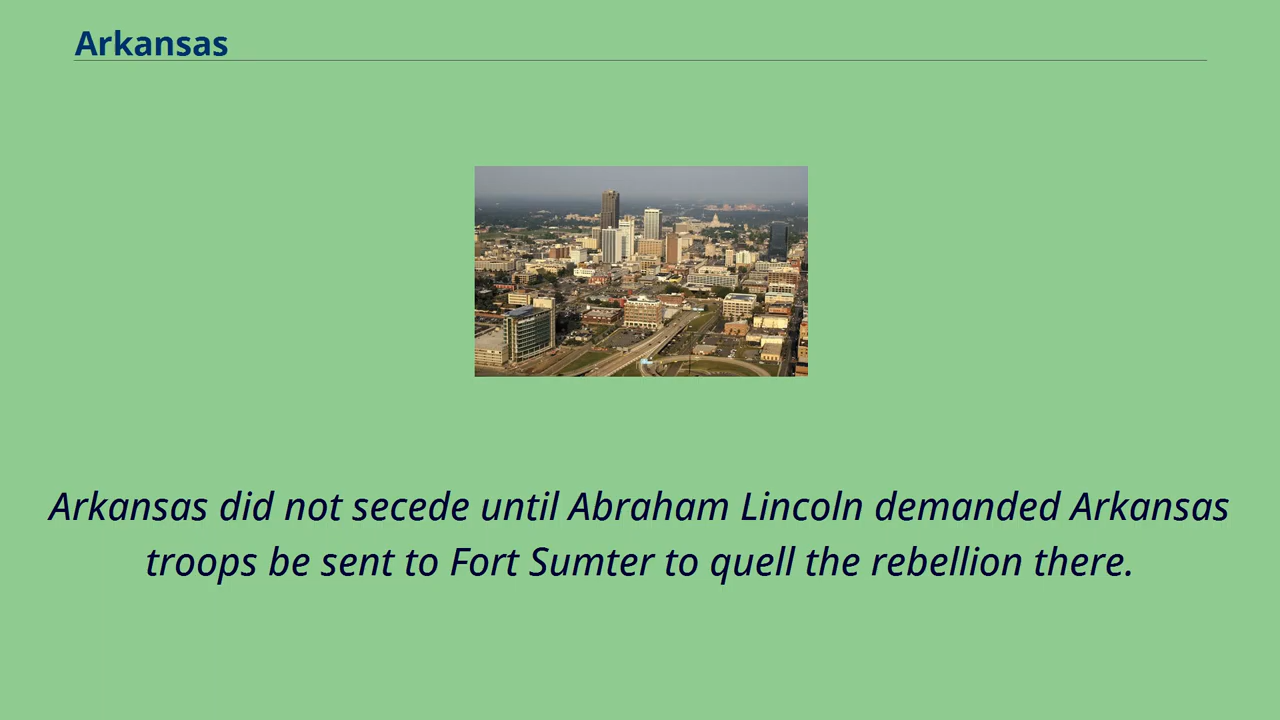 Arkansas
Arkansas did not secede until Abraham Lincoln demanded Arkansas
troops be sent to Fort Sumter to quell the rebellion there.